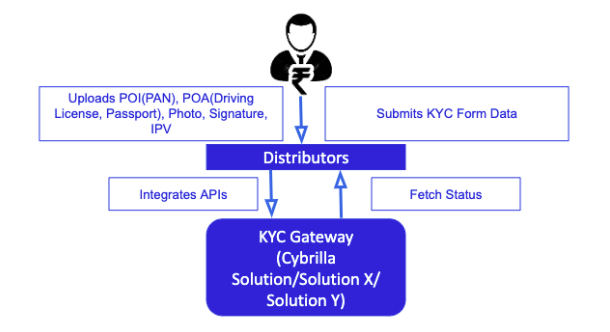 ₹
Uploads POI(PAN), POA(Driving
License, Passport), Photo, Signature,
IPV
Submits KYC Form Data
Distributors
Integrates APIs
Fetch Status
KYC Gateway
(Cybrilla
Solution/Solution X/
Solution Y)